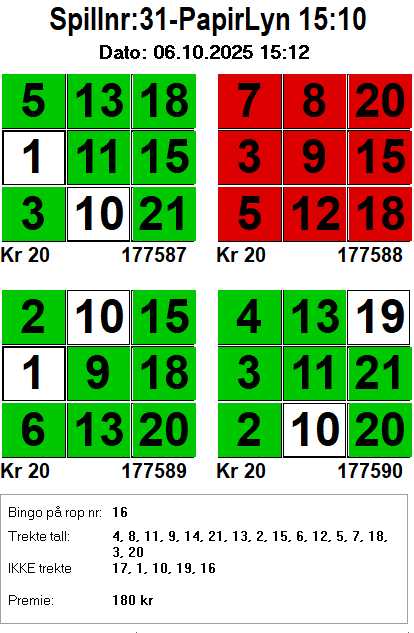 Spillnr:31-PapirLyn 15:10
Dato: 06.10.2025 15:12
5 13 18 7 8 20
1 11 15 3 9 15
3 10 21 5 12 18
Kr 20 177587 Kr 20 177588
2 10 15 4 13 19
1 9 18 3 11 21
6 13 20 2 10 20
Kr 20 177589 Kr 20 177590
Bingo på rop nr: 16
Trekte tall: 4, 8, 11, 9, 14, 21, 13, 2, 15, 6, 12, 5, 7, 18,
3, 20
IKKE trekte 17, 1, 10, 19, 16
Premie: 180 kr